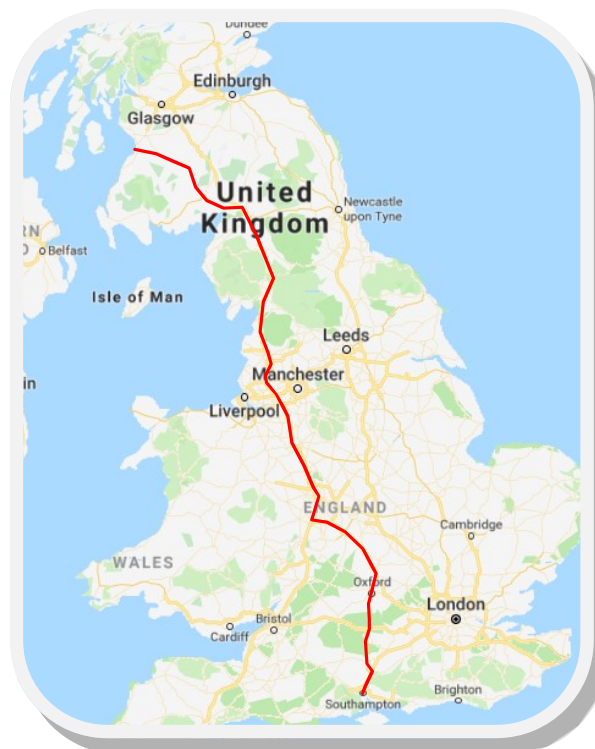 Dundee
Edinburgh
Glasgow
United
Kingdom
Newcastle
upon Tyne
Belfast
Isle of Man
Leeds
Manchester
in
Liverpool
ENGLAND
Cambridge
WALES
Oxford
London
Bristol
Cardiff
Brighton
Southampton